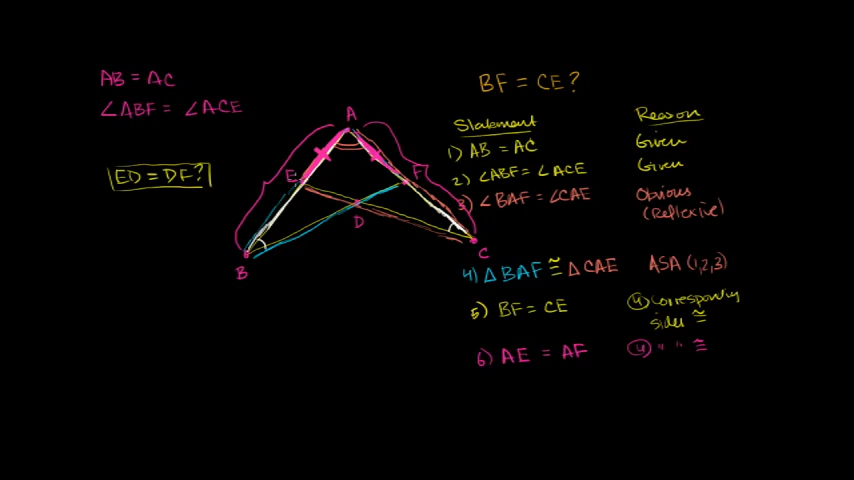 AB = AC
∠ABF = ∠ACE
ED = DF?
A
E
F
D
B
C
BF = CE?
Statement Reason
1) AB = AC Given
2) ∠ABF = ∠ACE Given
3) ∠BAF = ∠CAE Obvious
(Reflexive)
4) △BAF ≅ △CAE ASA (1,2,3)
5) BF = CE (4) Corresponding
sides ≅
6) AE = AF (4) " " ≅